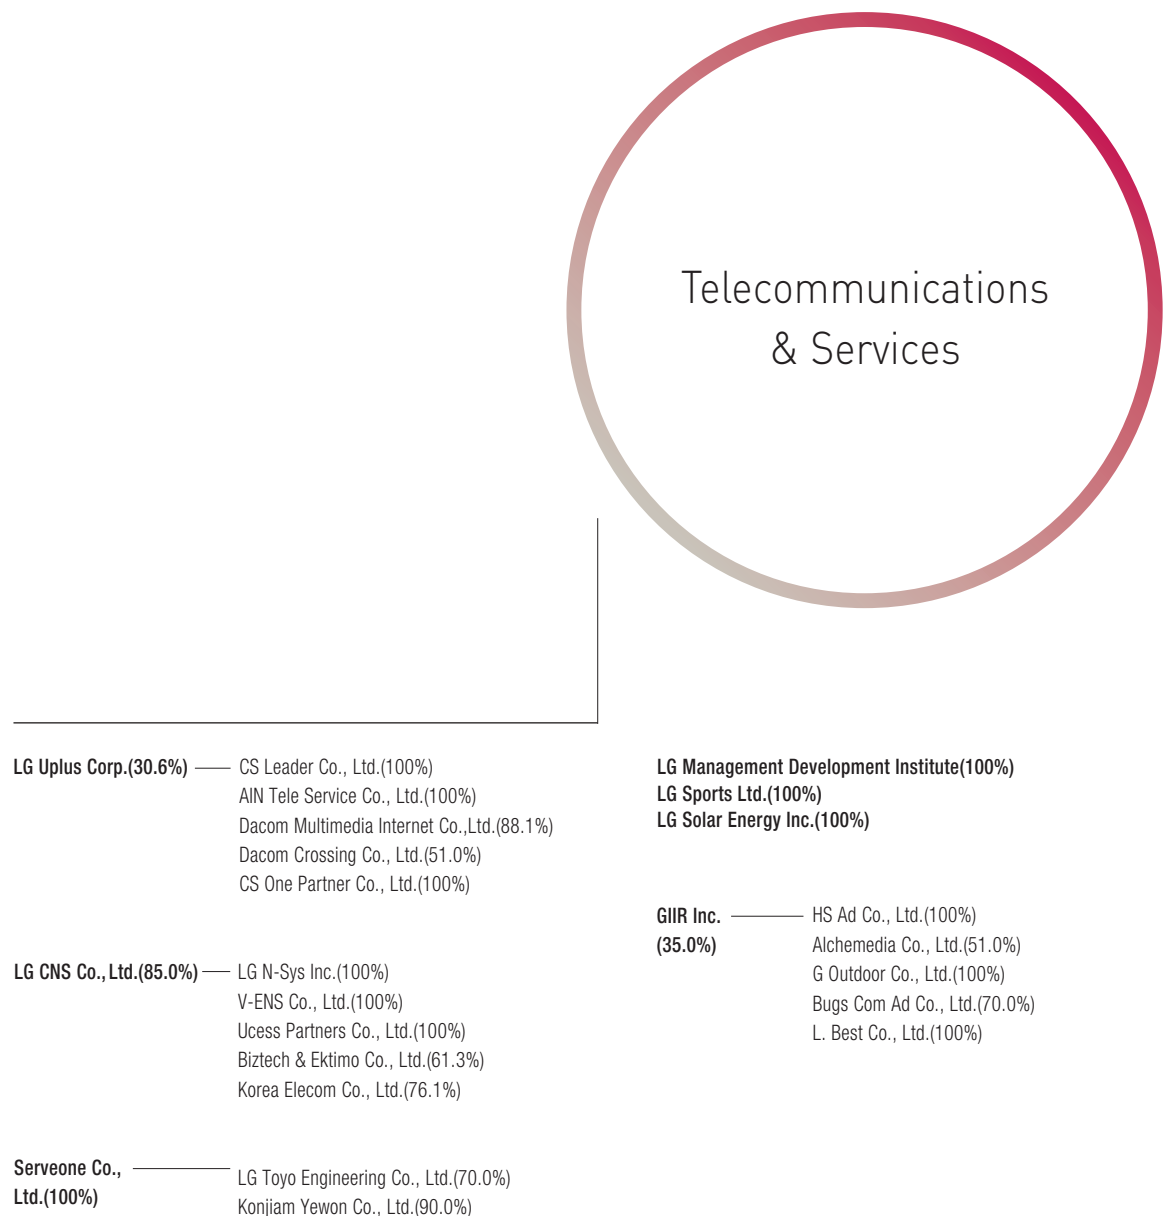 Telecommunications
& Services
LG Uplus Corp.(30.6%)
CS Leader Co., Ltd.(100%)
AIN Tele Service Co., Ltd.(100%)
Dacom Multimedia Internet Co.,Ltd.(88.1%)
Dacom Crossing Co., Ltd.(51.0%)
CS One Partner Co., Ltd.(100%)
LG CNS Co., Ltd.(85.0%)
LG N-Sys Inc.(100%)
V-ENS Co., Ltd.(100%)
Ucess Partners Co., Ltd.(100%)
Biztech & Ektimo Co., Ltd.(61.3%)
Korea Elecom Co., Ltd.(76.1%)
Serveone Co.,
Ltd.(100%)
LG Toyo Engineering Co., Ltd.(70.0%)
Konjiam Yewon Co., Ltd.(90.0%)
LG Management Development Institute(100%)
LG Sports Ltd.(100%)
LG Solar Energy Inc.(100%)
GIIR Inc.
(35.0%)
HS Ad Co., Ltd.(100%)
Alchemedia Co., Ltd.(51.0%)
G Outdoor Co., Ltd.(100%)
Bugs Com Ad Co., Ltd.(70.0%)
L. Best Co., Ltd.(100%)